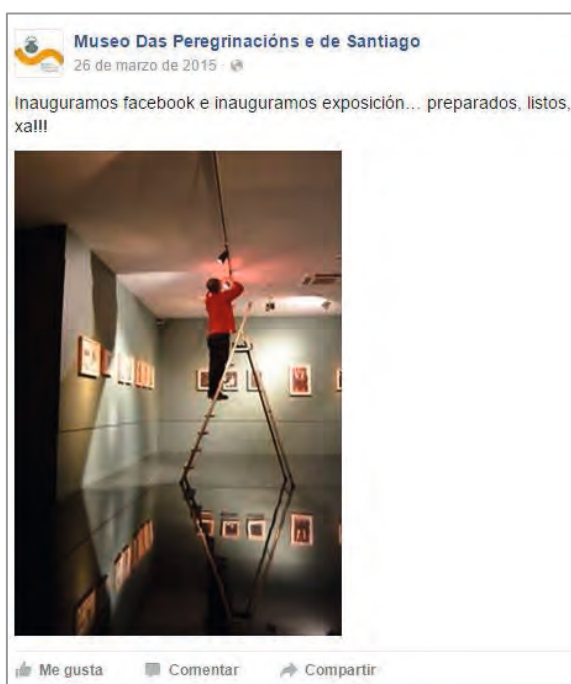 Museo Das Peregrinacións e de Santiago
26 de marzo de 2015
Inauguramos facebook e inauguramos exposición... preparados, listos,
xa!!!
Me gusta Comentar Compartir